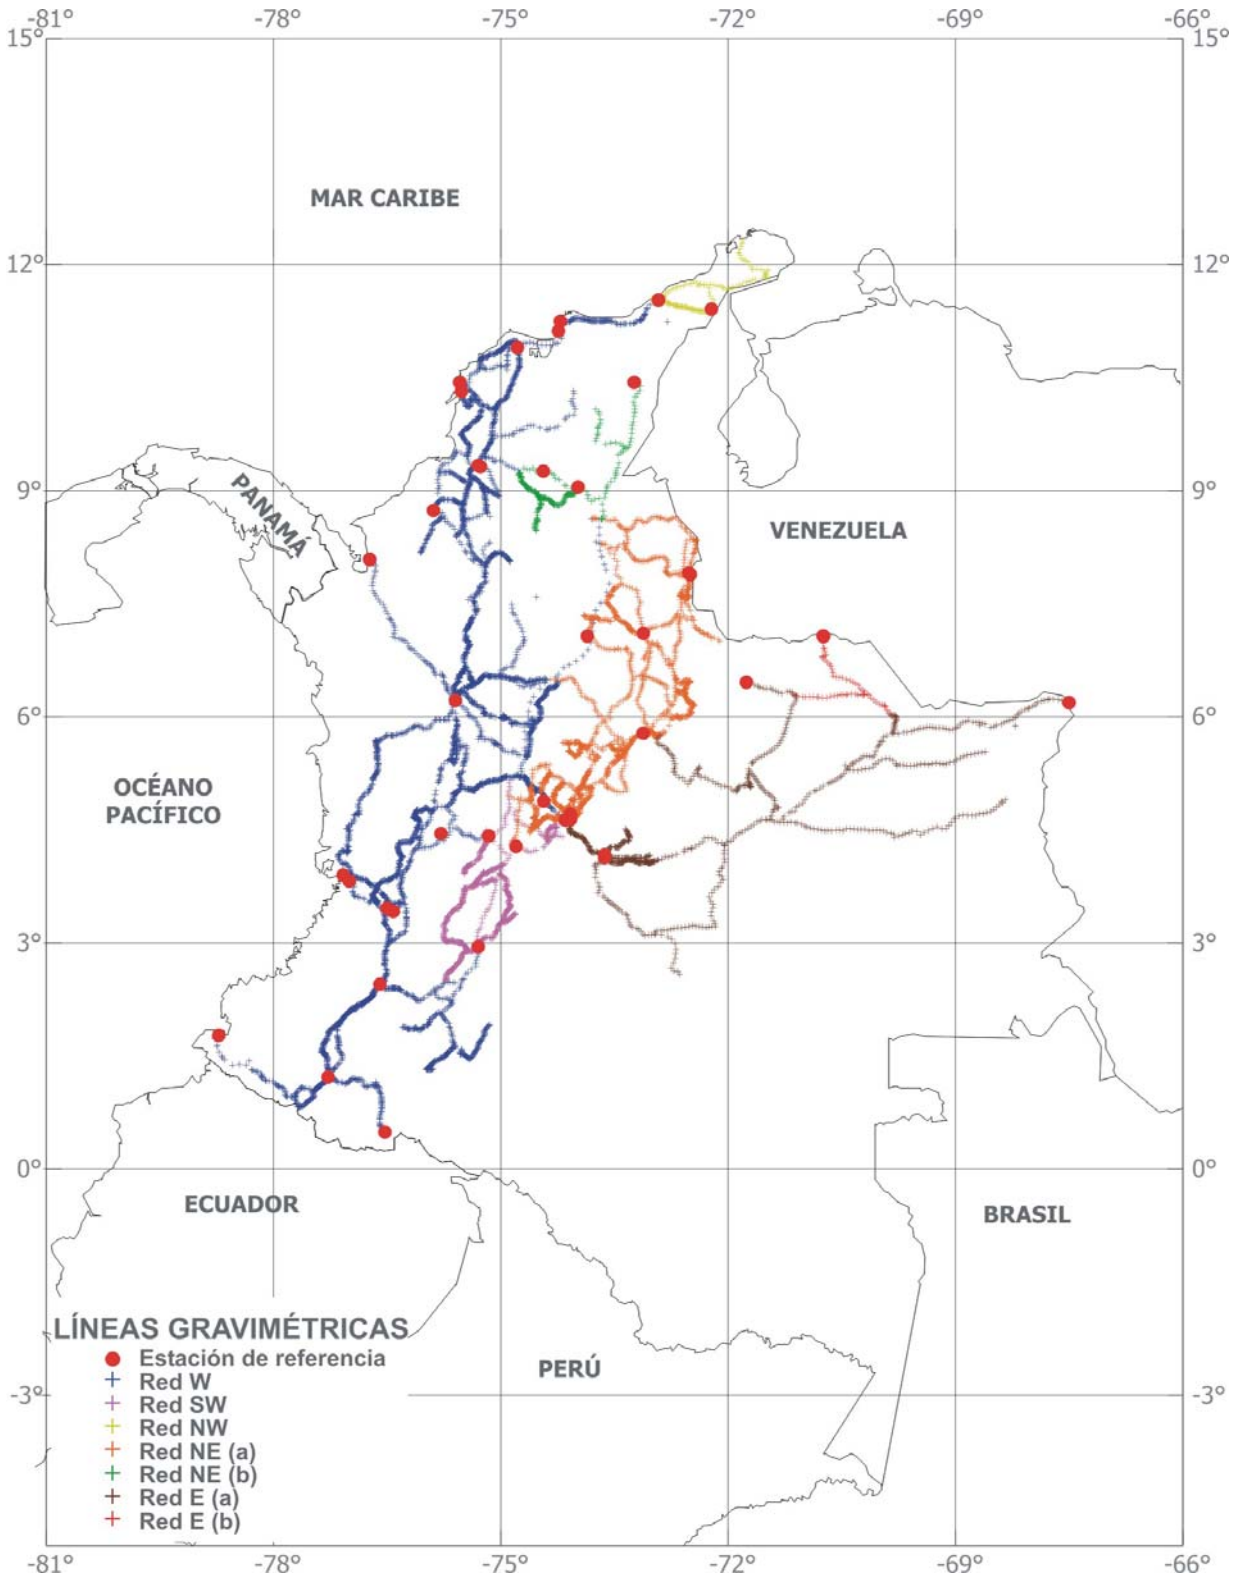 -81° -78° -75° -72° -69° -66°
15° 15°
MAR CARIBE
12° 12°
PANAMÁ
9° 9°
VENEZUELA
6° 6°
OCÉANO
PACÍFICO
3° 3°
0° 0°
ECUADOR
BRASIL
LÍNEAS GRAVIMÉTRICAS
Estación de referencia
PERÚ
Red W
-3° -3°
Red SW
Red NW
Red NE (a)
Red NE (b)
Red E (a)
Red E (b)
-81° -78° -75° -72° -69° -66°